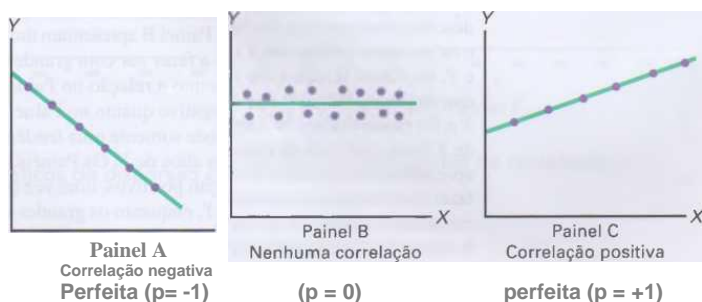 Y
Y
Y
X
X
X
Painel A
Correlação negativa
Perfeita (p= -1)
Painel B
Nenhuma correlação
(p = 0)
Painel C
Correlação positiva
perfeita (p = +1)